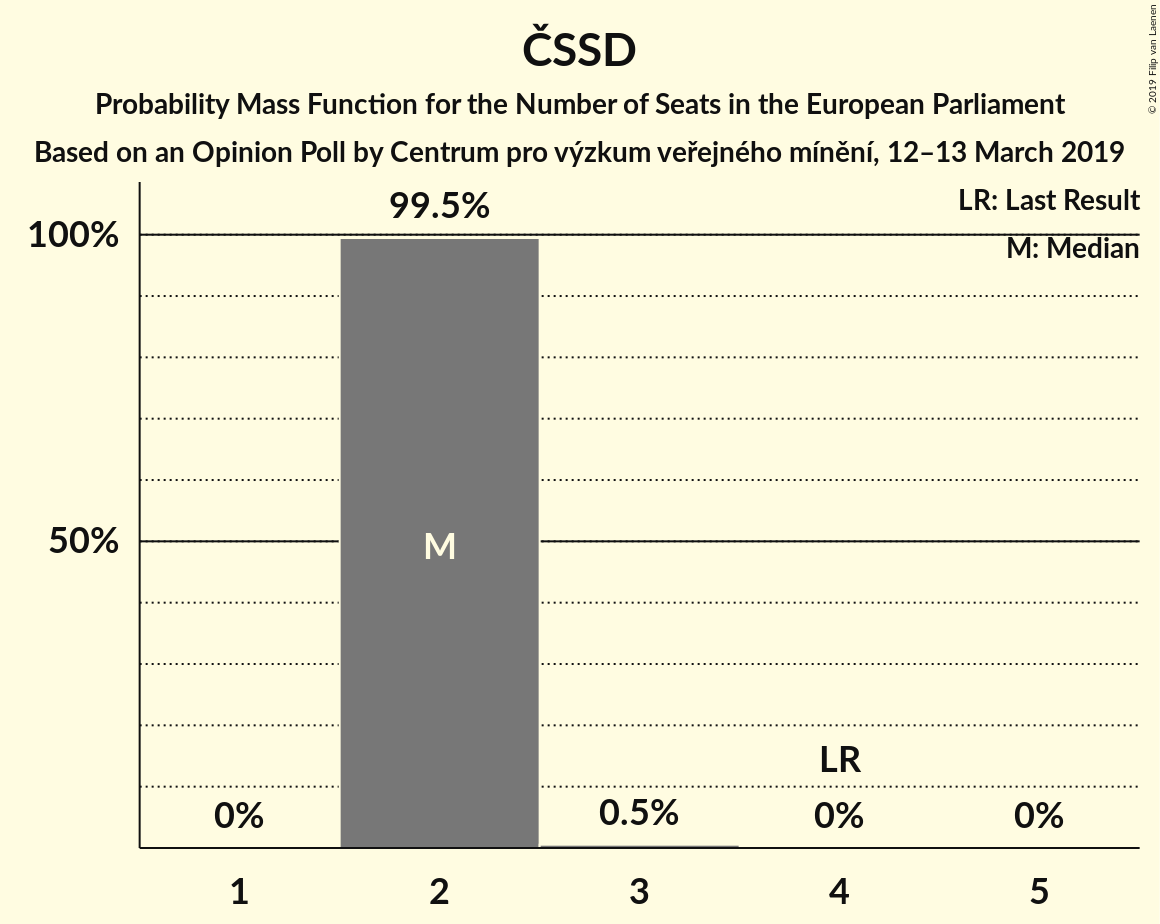 ČSSD
Probability Mass Function for the Number of Seats in the European Parliament
Based on an Opinion Poll by Centrum pro výzkum veřejného mínění, 12–13 March 2019
© 2019 Filip van Laenen
LR: Last Result
M: Median
99.5%
100%
50%
M
LR
0%
0.5%
0%
0%
1
2
3
4
5